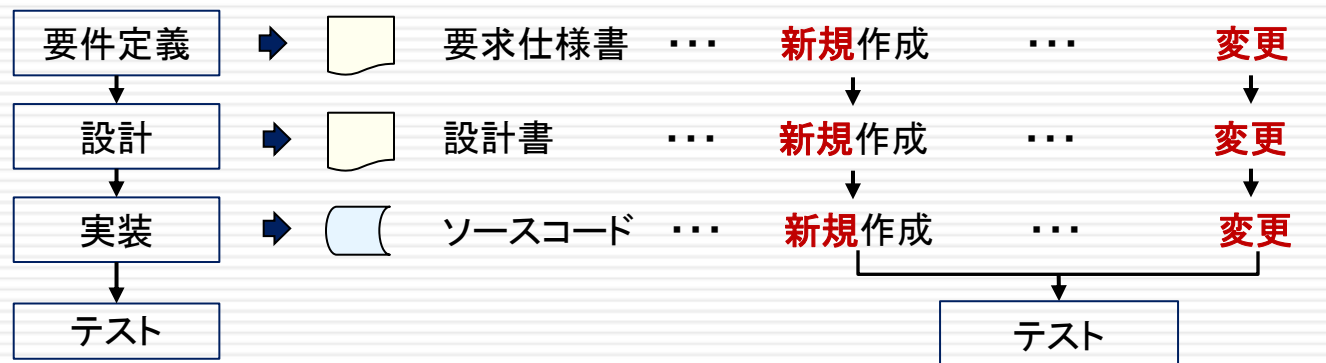 要件定義 要求仕様書 ・・・ 新規作成 ・・・ 変更
設計 設計書 ・・・ 新規作成 ・・・ 変更
実装 ソースコード ・・・ 新規作成 ・・・ 変更
テスト テスト